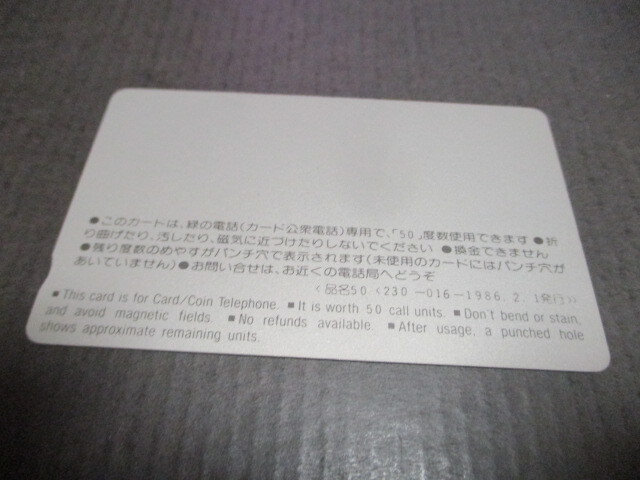 ●このカードは、緑の電話(カード公衆電話)専用で、「50」度数使用できます●折
り曲げたり、汚したり、磁気に近づけたりしないでください●換金できません
●残り度数のめやすがパンチ穴で表示されます(未使用のカードにはパンチ穴が
あいていません)●お問い合せは、お近くの電話局へどうぞ
〈品名50〈230−016−1986.2.1発行〉〉
■This card is for Card/Coin Telephone. ■It is worth 50 call units. ■Don't bend or stain,
and avoid magnetic fields. ■No refunds available. ■After usage, a punched hole
shows approximate remaining units.